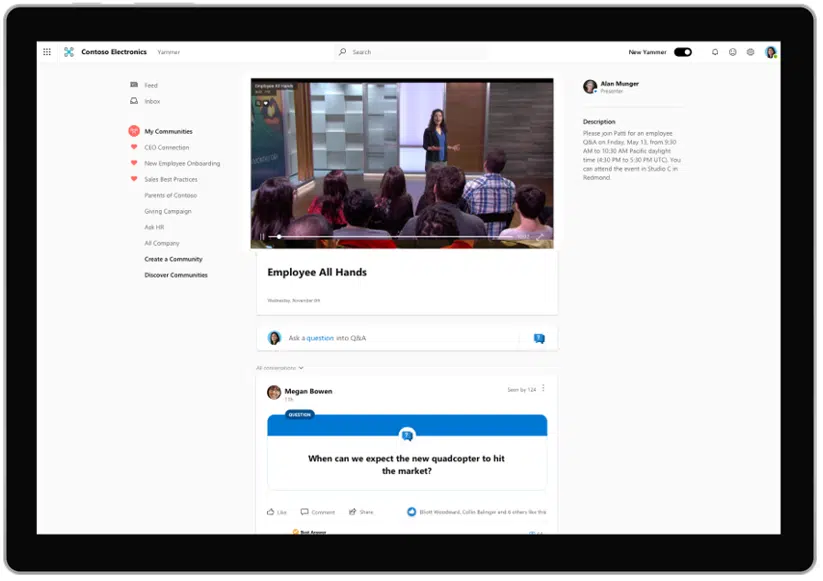 Contoso Electronics Yammer
Search
New Yammer
Feed
Inbox
My Communities
CEO Connection
New Employee Onboarding
Sales Best Practices
Parents of Contoso
Giving Campaign
Ask HR
All Company
Create a Community
Discover Communities
Employee All Hands
Employee All Hands
Wednesday, November 6th
Ask a question into Q&A
All conversations
Megan Bowen
11h
Seen by 124
QUESTION
When can we expect the new quadcopter to hit
the market?
Like Comment Share
Elliott Woodward, Collin Ballinger and 6 others like this
Best Answer
Alan Munger
Presenter
Description
Please join Patti for an employee
Q&A on Friday, May 13, from 9:30
AM to 10:30 AM Pacific daylight
time (4:30 PM to 5:30 PM UTC). You
can attend the event in Studio C in
Redmond.